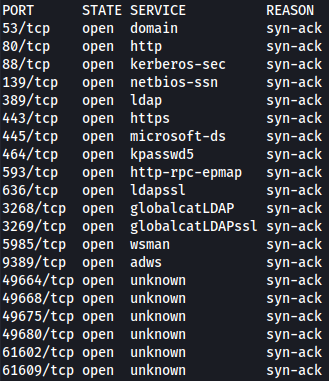 PORT STATE SERVICE REASON
53/tcp open domain syn-ack
80/tcp open http syn-ack
88/tcp open kerberos-sec syn-ack
139/tcp open netbios-ssn syn-ack
389/tcp open ldap syn-ack
443/tcp open https syn-ack
445/tcp open microsoft-ds syn-ack
464/tcp open kpasswd5 syn-ack
593/tcp open http-rpc-epmap syn-ack
636/tcp open ldapssl syn-ack
3268/tcp open globalcatLDAP syn-ack
3269/tcp open globalcatLDAPssl syn-ack
5985/tcp open wsman syn-ack
9389/tcp open adws syn-ack
49664/tcp open unknown syn-ack
49668/tcp open unknown syn-ack
49675/tcp open unknown syn-ack
49680/tcp open unknown syn-ack
61602/tcp open unknown syn-ack
61609/tcp open unknown syn-ack